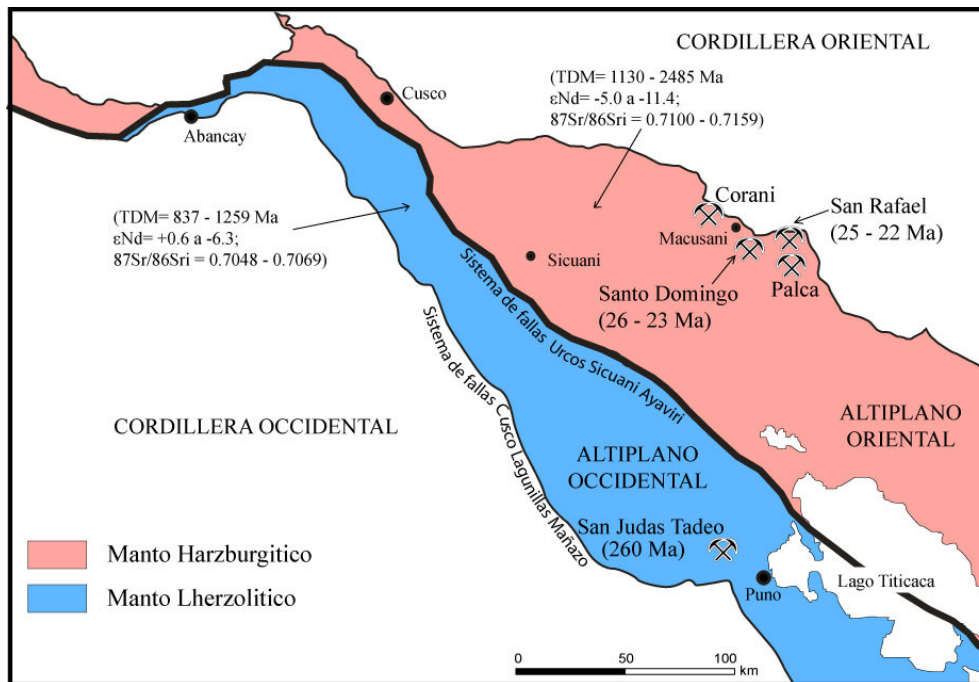 CORDILLERA ORIENTAL
(TDM= 1130 - 2485 Ma
εNd= -5.0 a -11.4;
87Sr/86Sri = 0.7100 - 0.7159)
Cusco
Abancay
(TDM= 837 - 1259 Ma
εNd= +0.6 a -6.3;
87Sr/86Sri = 0.7048 - 0.7069)
Corani
San Rafael
(25 - 22 Ma)
Macusani
Sicuani
Santo Domingo
(26 - 23 Ma)
Palca
Sistema de fallas Urcos Sicuani Ayaviri
Sistema de fallas Cusco Lagunillas Mañazo
CORDILLERA OCCIDENTAL
ALTIPLANO
ORIENTAL
ALTIPLANO
OCCIDENTAL
San Judas Tadeo
(260 Ma)
Manto Harzburgitico
Manto Lherzolitico
Puno
Lago Titicaca
0 50 100
km